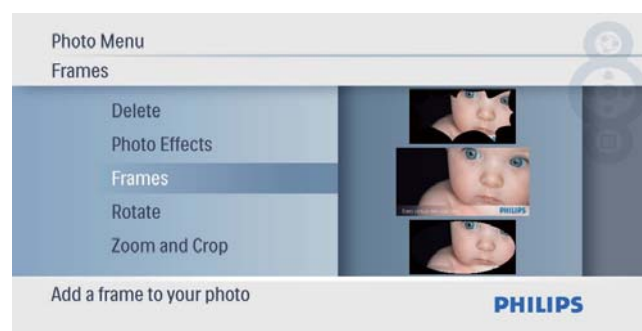 Photo Menu
Frames
Delete
Photo Effects
Frames
Rotate
Zoom and Crop
PHILIPS
Add a frame to your photo
PHILIPS